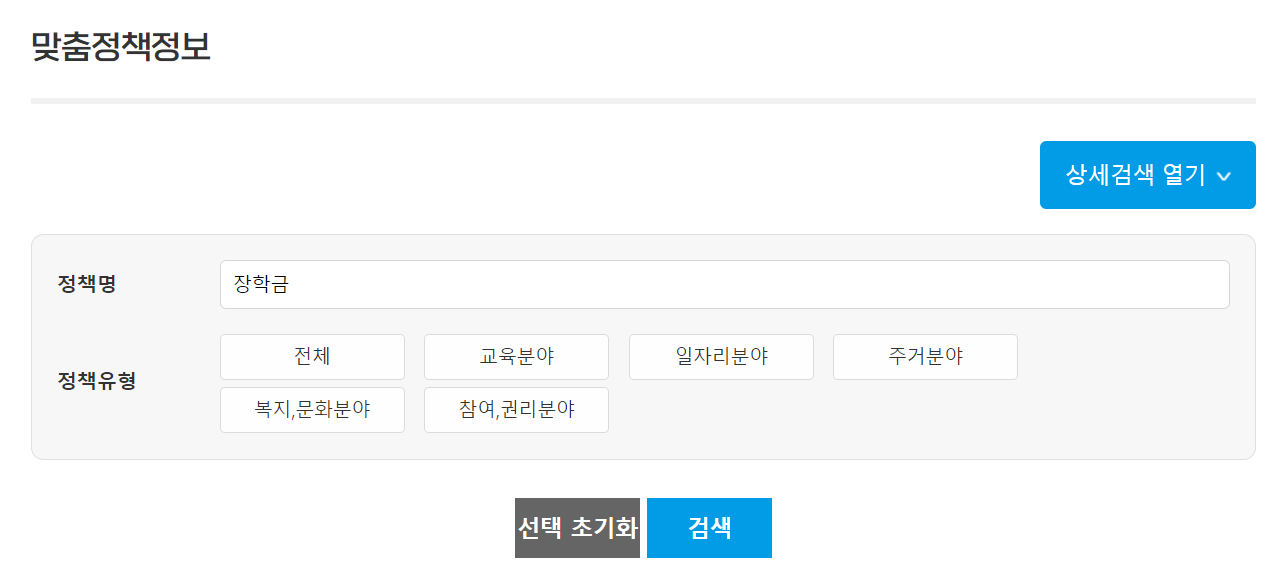 맞춤정책정보
상세검색 열기
정책명 장학금
정책유형 전체 교육분야 일자리분야 주거분야
복지,문화분야 참여,권리분야
선택 초기화 검색